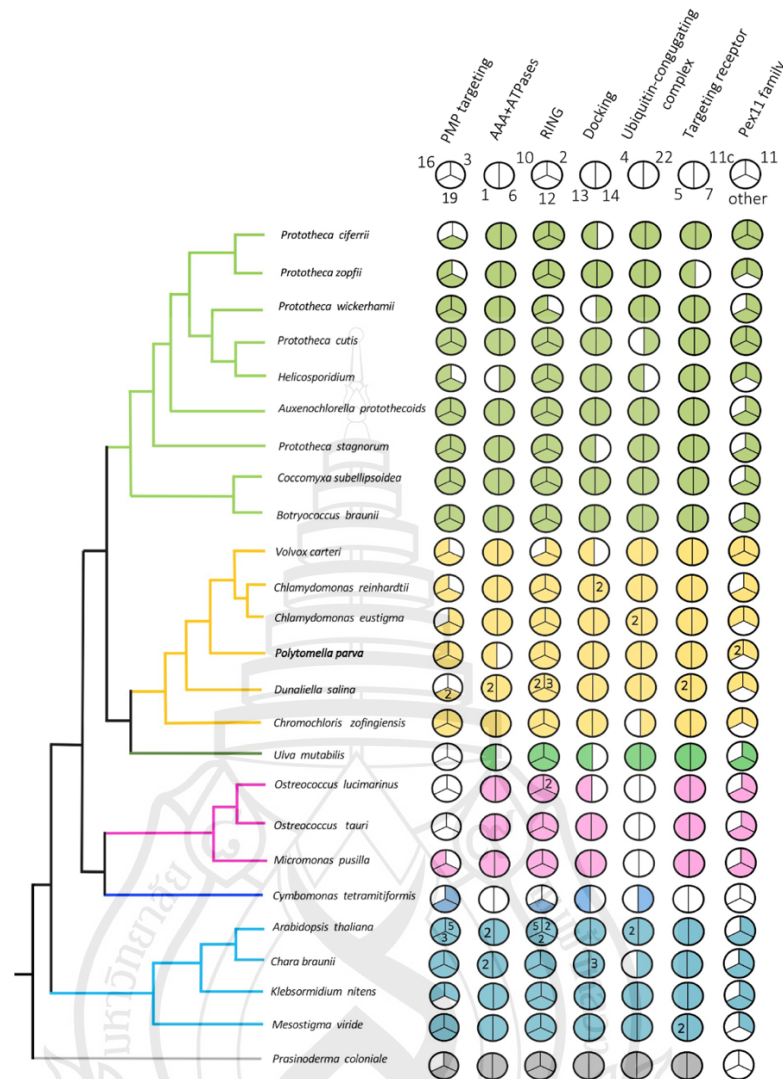 PMP targeting
AAA+ATPases
RING
Docking
Ubiquitin-congugating
complex
Targeting receptor
Pex11 family
16 3 10 2 4 22 11c 11
19 1 6 12 13 14 5 7 other
Prototheca ciferrii
Prototheca zopfii
Prototheca wickerhamii
Prototheca cutis
Helicosporidium
Auxenochlorella protothecoids
Prototheca stagnorum
Coccomyxa subellipsoidea
Botryococcus braunii
Volvox carteri
Chlamydomonas reinhardtii 2
Chlamydomonas eustigma 2
Polytomella parva 2
Dunaliella salina 2 2 2 3 2
Chromochloris zofingiensis
Ulva mutabilis
Ostreococcus lucimarinus 2
Ostreococcus tauri
Micromonas pusilla
Cymbomonas tetramitiformis
Arabidopsis thaliana 5 3 2 5 2 2 2
Chara braunii 2 3
Klebsormidium nitens
Mesostigma viride 2
Prasinoderma coloniale